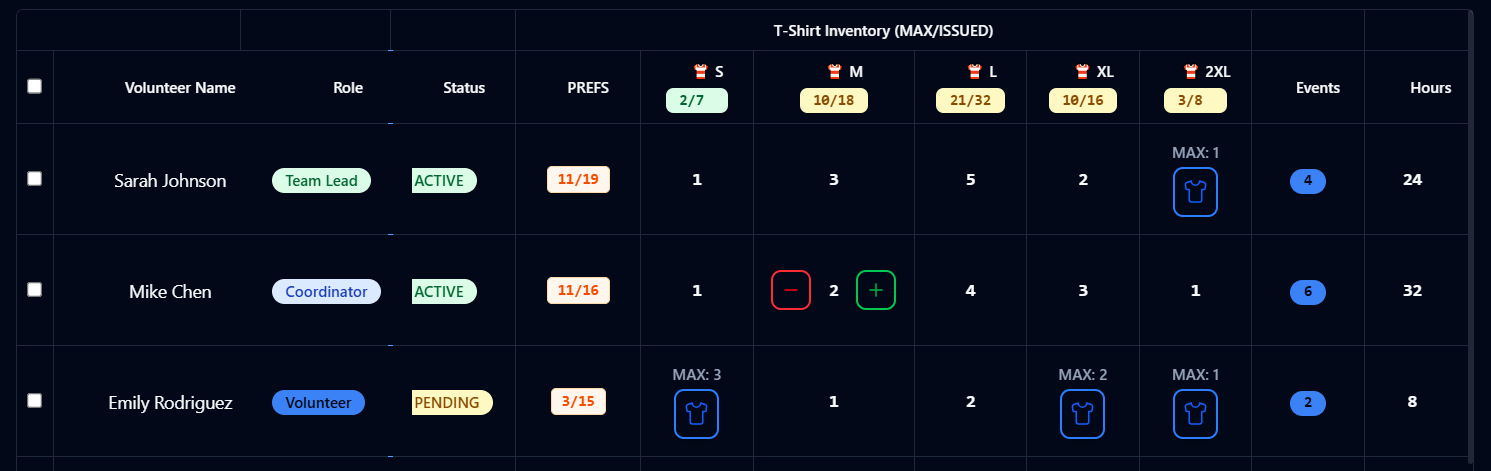 T-Shirt Inventory (MAX/ISSUED)
Volunteer Name Role Status PREFS S M L XL 2XL Events Hours
2/7 10/18 21/32 10/16 3/8
MAX: 1
Sarah Johnson Team Lead ACTIVE 11/19 1 3 5 2 4 24
Mike Chen Coordinator ACTIVE 11/16 1 − 2 + 4 3 1 6 32
MAX: 3 MAX: 2 MAX: 1
Emily Rodriguez Volunteer PENDING 3/15 1 2 2 8